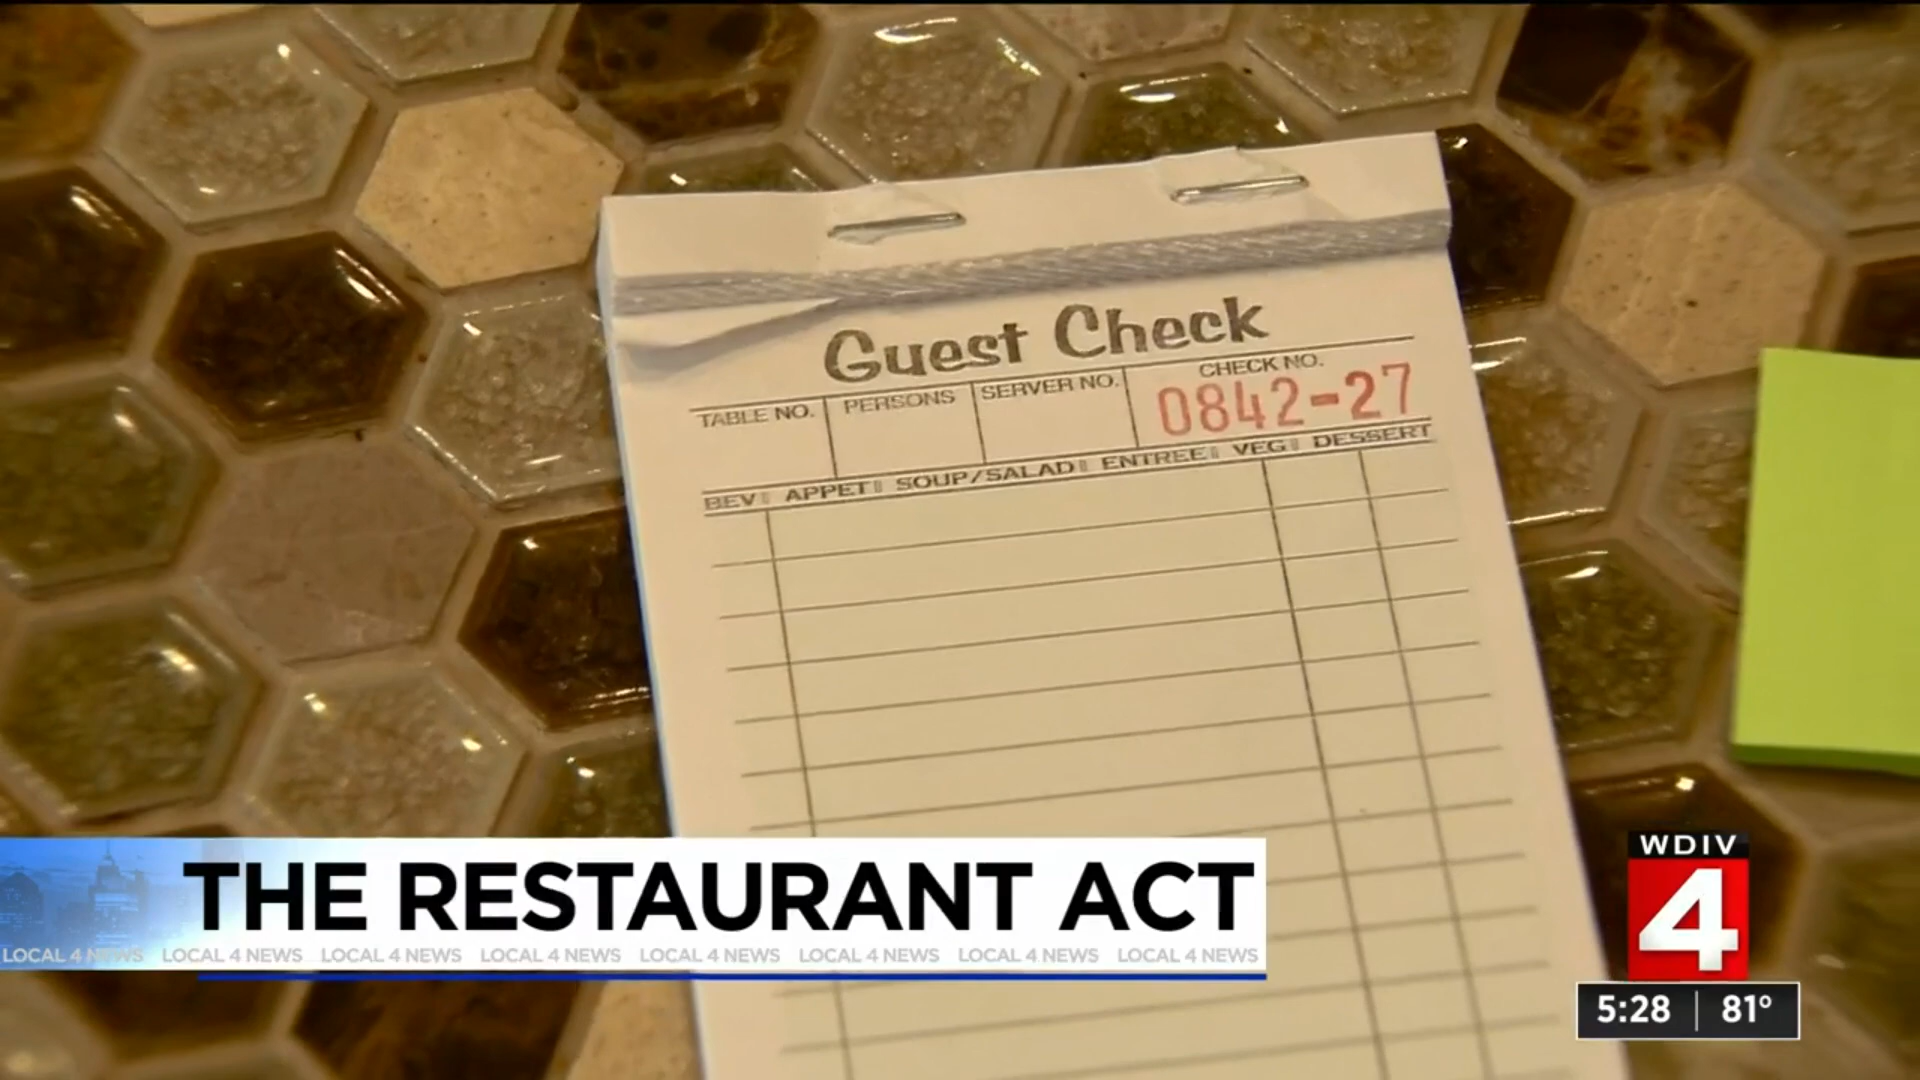 Guest Check
TABLE NO. PERSONS SERVER NO. CHECK NO.
0842-27
BEV APPET SOUP/SALAD ENTREE VEG DESSERT
THE RESTAURANT ACT
LOCAL 4 NEWS LOCAL 4 NEWS LOCAL 4 NEWS LOCAL 4 NEWS LOCAL 4 NEWS LOCAL 4 NEWS LOCAL 4 NEWS LOCAL 4 NEWS
WDIV
4
5:28 81°